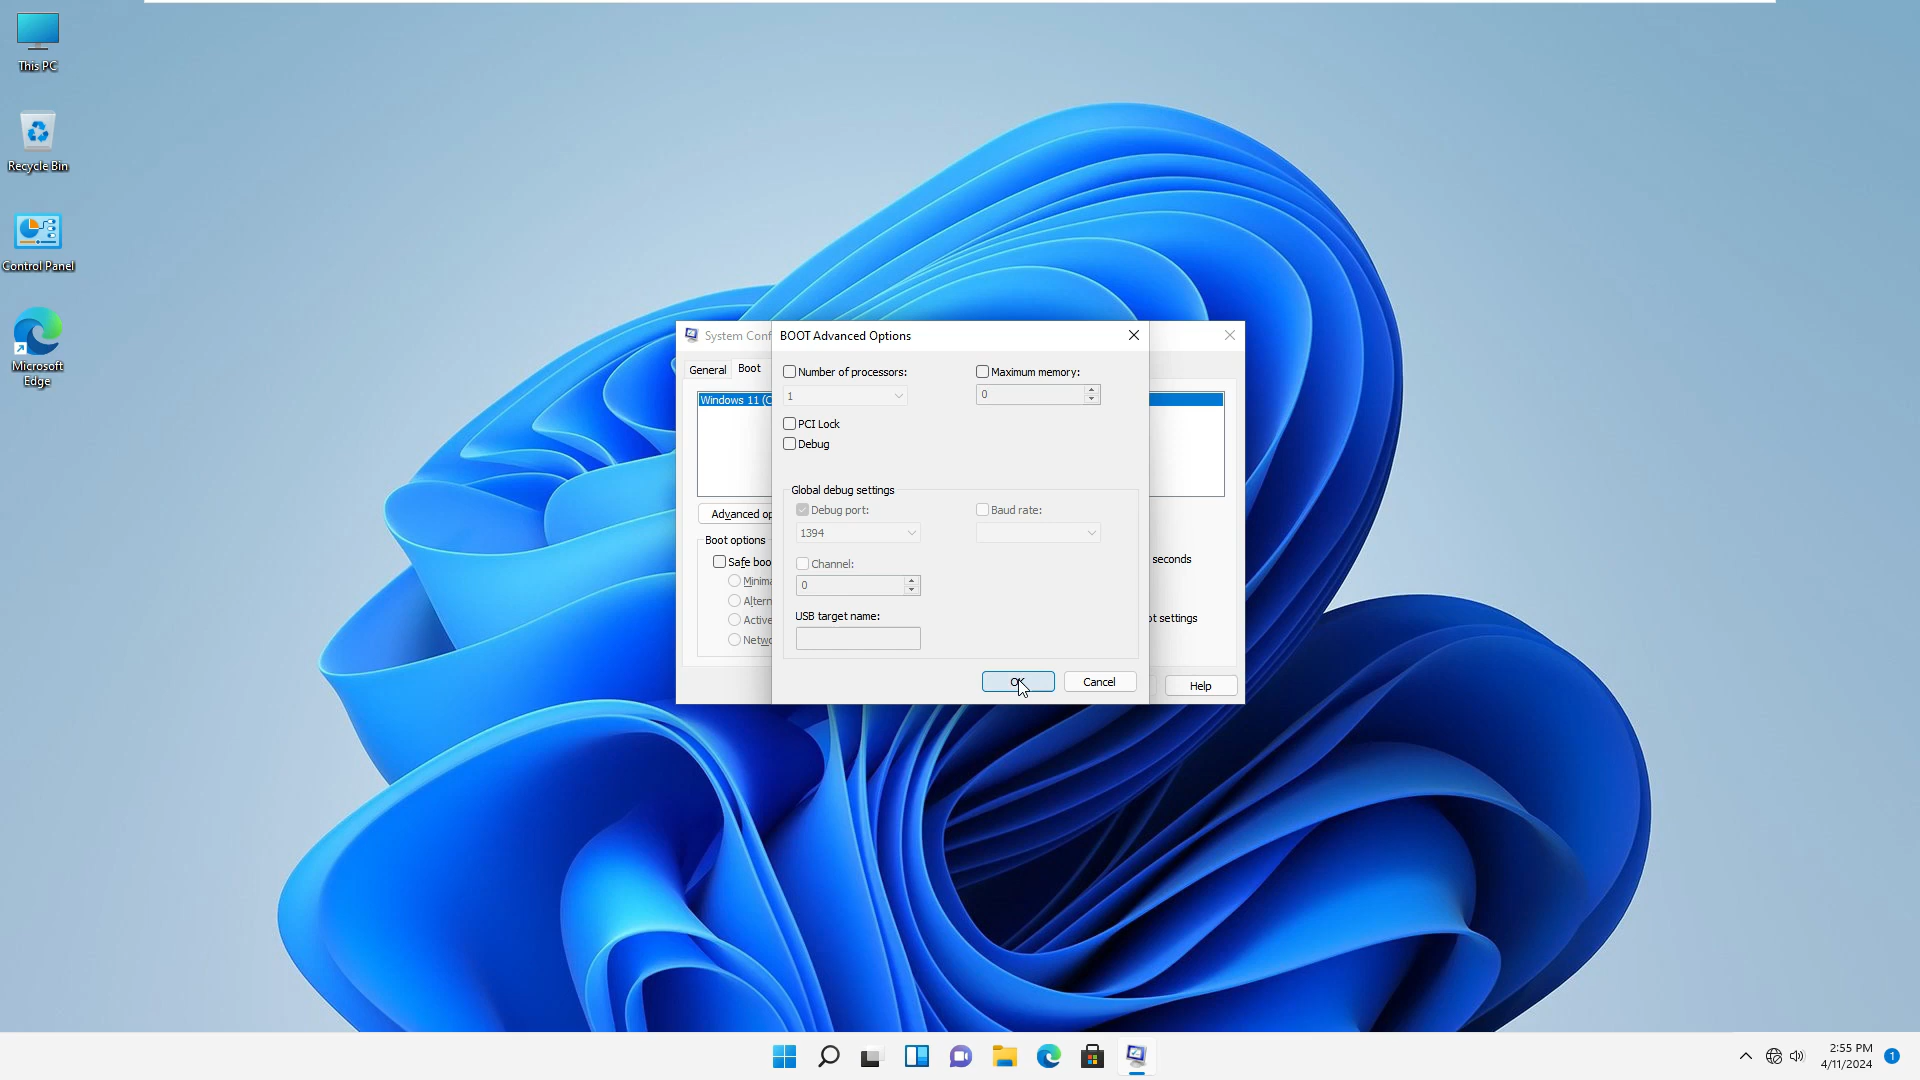 This PC
Recycle Bin
Control Panel
Microsoft
Edge
System Conf
General
Boot
Windows 11 (C
Advanced op
Boot options
Safe boo
Minima
Altern
Active
Netwo
seconds
ot settings
Help
BOOT Advanced Options
Number of processors:
1
Maximum memory:
0
PCI Lock
Debug
Global debug settings
Debug port:
1394
Baud rate:
Channel:
0
USB target name:
OK
Cancel
2:55 PM
4/11/2024
1